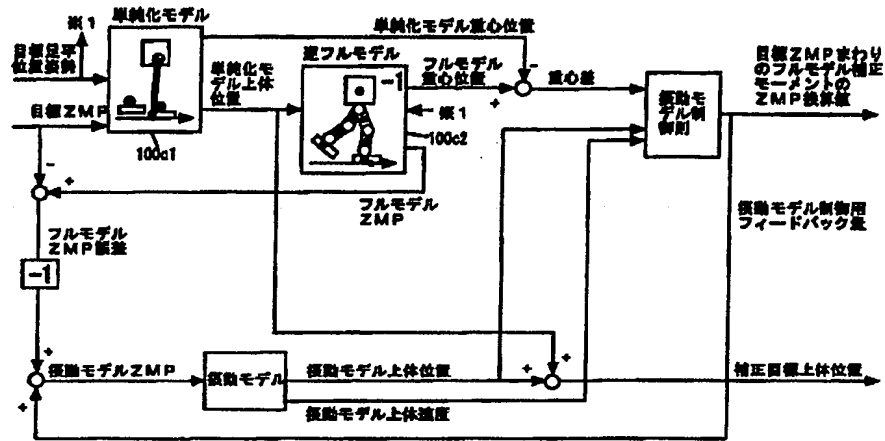 ※1
単純化モデル
目標足平
位置姿勢
目標ZMP
100c1
単純化モデル重心位置
単純化モ
デル上体
位置
逆フルモデル
-1
フルモデル
重心位置
※1
100c2
フルモデル
ZMP
-
+
重心差
振動モ
デル制
御則
目標ZMPまわり
のフルモデル補正
モーメントの
ZMP換算値
振動モデル制御用
フィードバック量
-
+
フルモデル
ZMP誤差
-1
+
+
振動モデルZMP
振動モデル
振動モデル上体位置
振動モデル上体速度
+
+
補正目標上体位置